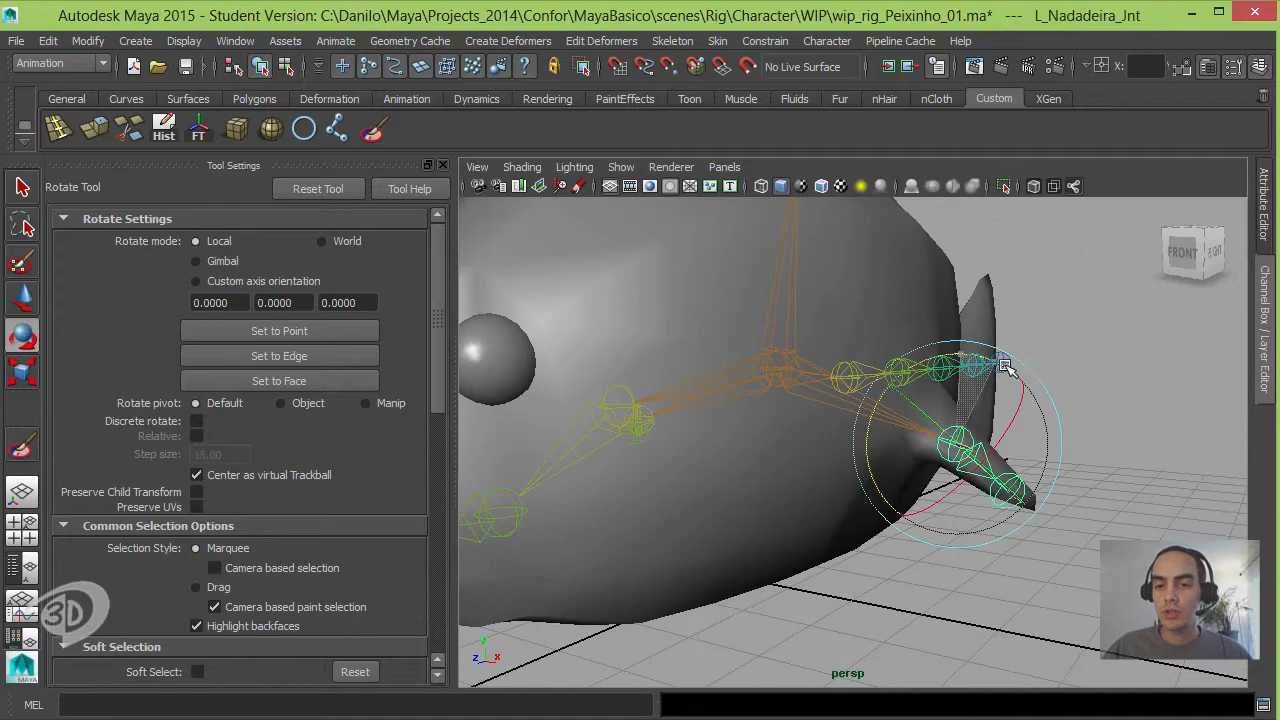 Autodesk Maya 2015 - Student Version: C:\Danilo\Maya\Projects_2014\Confor\MayaBasico\scenes\Rig\Character\WIP\wip_rig_Peixinho_01.ma* --- L_Nadadeira_Jnt
File Edit Modify Create Display Window Assets Animate Geometry Cache Create Deformers Edit Deformers Skeleton Skin Constrain Character Pipeline Cache Help
Animation No Live Surface X:
General Curves Surfaces Polygons Deformation Animation Dynamics Rendering PaintEffects Toon Muscle Fluids Fur nHair nCloth Custom XGen
Hist FT
Tool Settings
Rotate Tool Reset Tool Tool Help
View Shading Lighting Show Renderer Panels
Rotate Settings
Rotate mode: Local World
Gimbal
Custom axis orientation
0.0000 0.0000 0.0000
Set to Point
Set to Edge
Set to Face
Rotate pivot: Default Object Manip
Discrete rotate:
Relative:
Step size: 15.00
Center as virtual Trackball
Preserve Child Transform
Preserve UVs
Common Selection Options
Selection Style: Marquee
Camera based selection
Drag
Camera based paint selection
Highlight backfaces
Soft Selection
Soft Select: Reset
FRONT RIGHT
Attribute Editor
Channel Box / Layer Editor
y
z x
persp
3D
MAYA
MEL